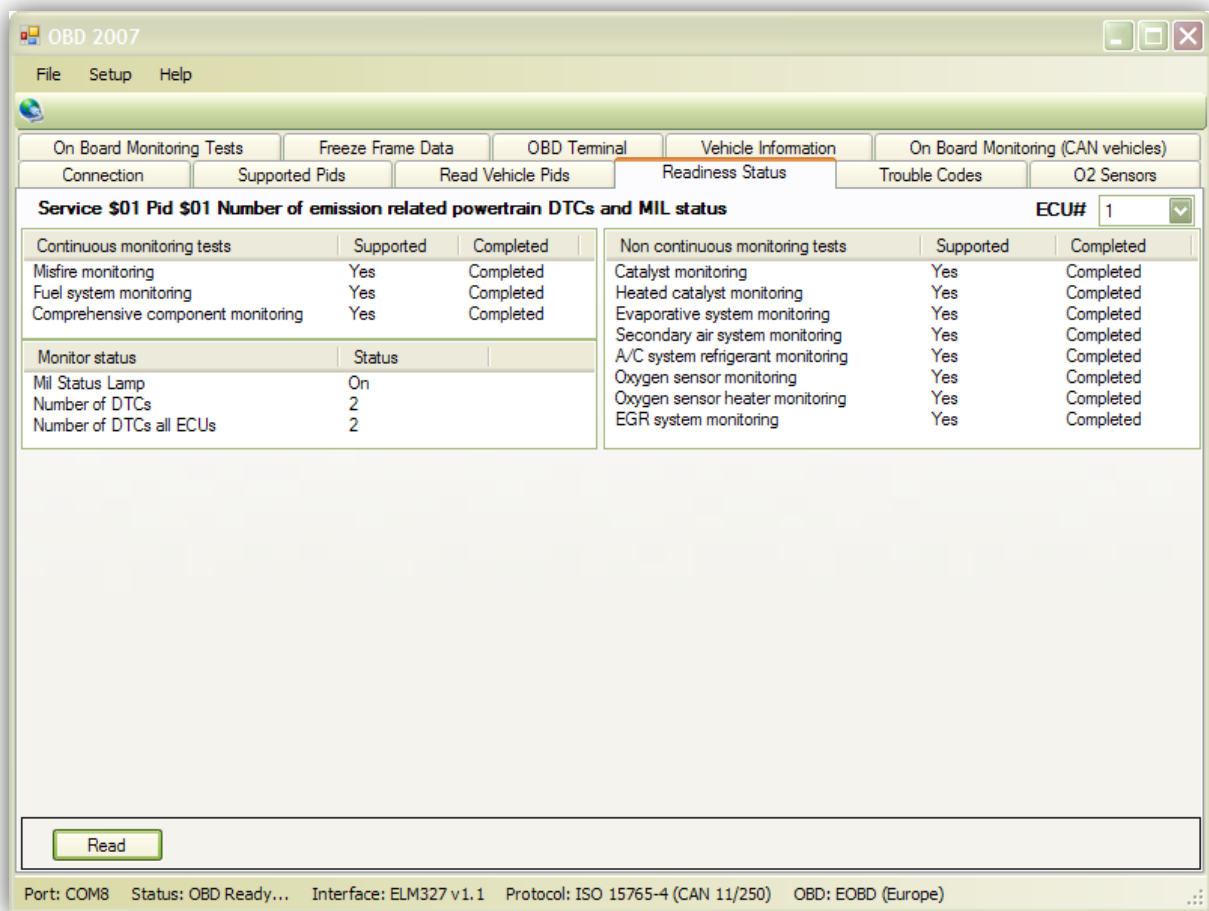 OBD 2007
File Setup Help
On Board Monitoring Tests Freeze Frame Data OBD Terminal Vehicle Information On Board Monitoring (CAN vehicles)
Connection Supported Pids Read Vehicle Pids Readiness Status Trouble Codes O2 Sensors
Service $01 Pid $01 Number of emission related powertrain DTCs and MIL status ECU# 1
Continuous monitoring tests Supported Completed
Misfire monitoring Yes Completed
Fuel system monitoring Yes Completed
Comprehensive component monitoring Yes Completed
Monitor status Status
Mil Status Lamp On
Number of DTCs 2
Number of DTCs all ECUs 2
Non continuous monitoring tests Supported Completed
Catalyst monitoring Yes Completed
Heated catalyst monitoring Yes Completed
Evaporative system monitoring Yes Completed
Secondary air system monitoring Yes Completed
A/C system refrigerant monitoring Yes Completed
Oxygen sensor monitoring Yes Completed
Oxygen sensor heater monitoring Yes Completed
EGR system monitoring Yes Completed
Read
Port: COM8 Status: OBD Ready... Interface: ELM327 v1.1 Protocol: ISO 15765-4 (CAN 11/250) OBD: EOBD (Europe)